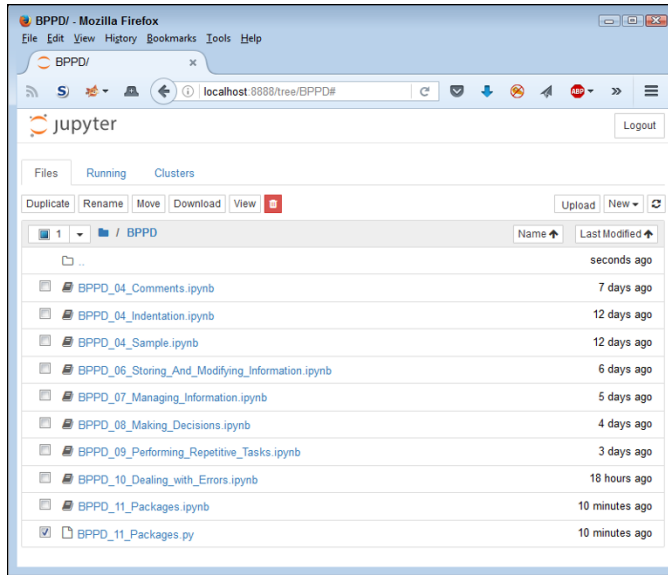 BPPD/ - Mozilla Firefox
File Edit View History Bookmarks Tools Help
BPPD/
S) ABP
localhost:8888/tree/BPPD#
jupyter Logout
Files Running Clusters
Duplicate Rename Move Download View Upload New
1 / BPPD Name Last Modified
.. seconds ago
BPPD_04_Comments.ipynb 7 days ago
BPPD_04_Indentation.ipynb 12 days ago
BPPD_04_Sample.ipynb 12 days ago
BPPD_06_Storing_And_Modifying_Information.ipynb 6 days ago
BPPD_07_Managing_Information.ipynb 5 days ago
BPPD_08_Making_Decisions.ipynb 4 days ago
BPPD_09_Performing_Repetitive_Tasks.ipynb 3 days ago
BPPD_10_Dealing_with_Errors.ipynb 18 hours ago
BPPD_11_Packages.ipynb 10 minutes ago
BPPD_11_Packages.py 10 minutes ago